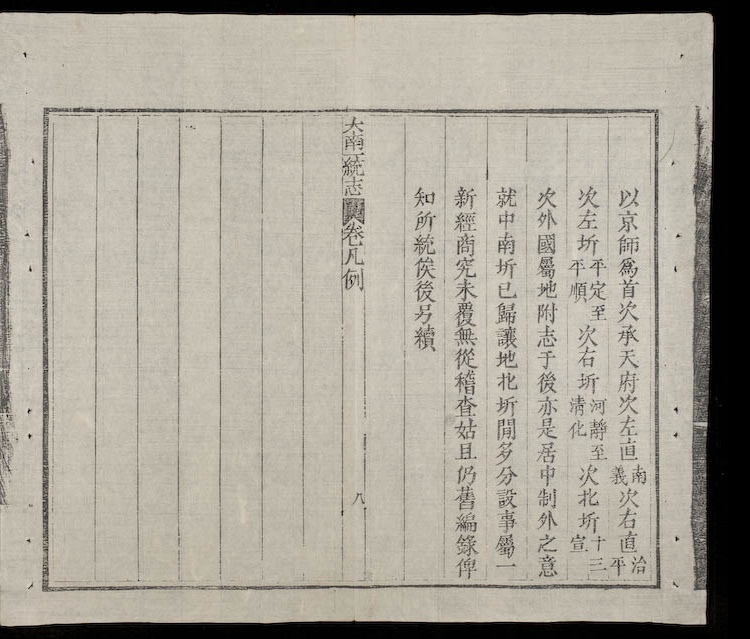 以京師爲首次承天府次左直南義次右直治平
次左圻平定至平順次右圻河靜至清化次北圻十三宣
次外國屬地附志于後亦是居中制外之意
就中南圻已歸讓地北圻閒多分設事屬一
新經商究未覆無從稽查姑且仍舊編錄俾
知所統俟後另續
大南一統志 卷凡例
八